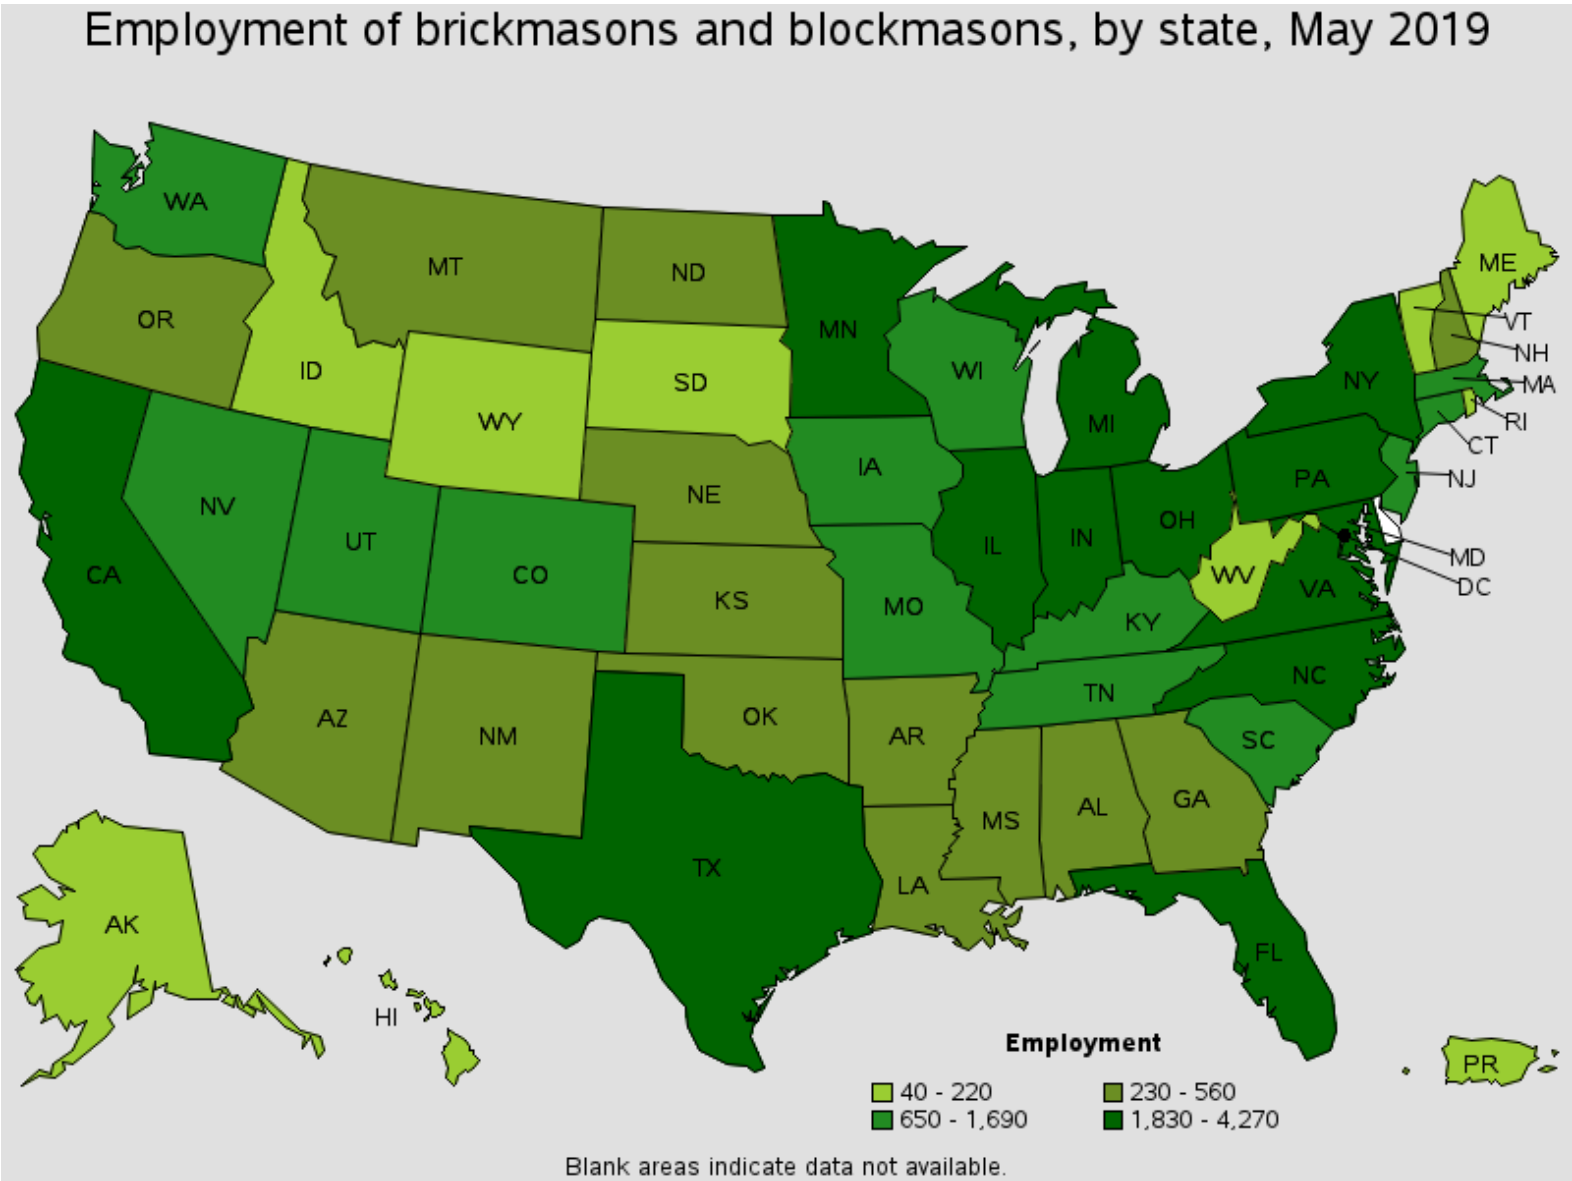 Employment of brickmasons and blockmasons, by state, May 2019
WA
MT
ND
ME
OR
MN
VT
NH
ID
SD
WI
NY
MA
WY
MI
RI
CT
IA
PA
NJ
NE
NV
OH
UT
IL
IN
MD
CO
CA
WV
DC
KS
MO
VA
KY
TN
NC
AZ
OK
NM
AR
SC
MS
AL
GA
TX
LA
AK
FL
HI
PR
Employment
40 - 220 230 - 560
650 - 1,690 1,830 - 4,270
Blank areas indicate data not available.